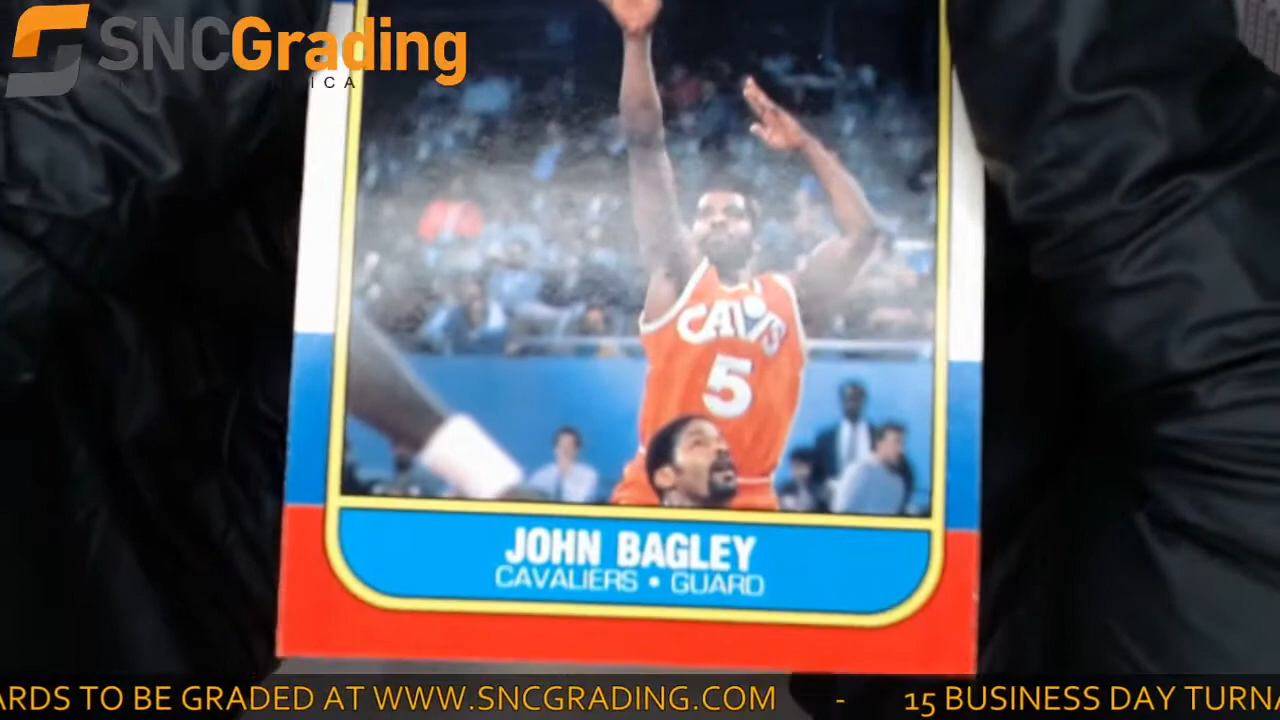 SNCGrading
CAVS
5
JOHN BAGLEY
CAVALIERS • GUARD
ARDS TO BE GRADED AT WWW.SNCGRADING.COM - 15 BUSINESS DAY TURNA